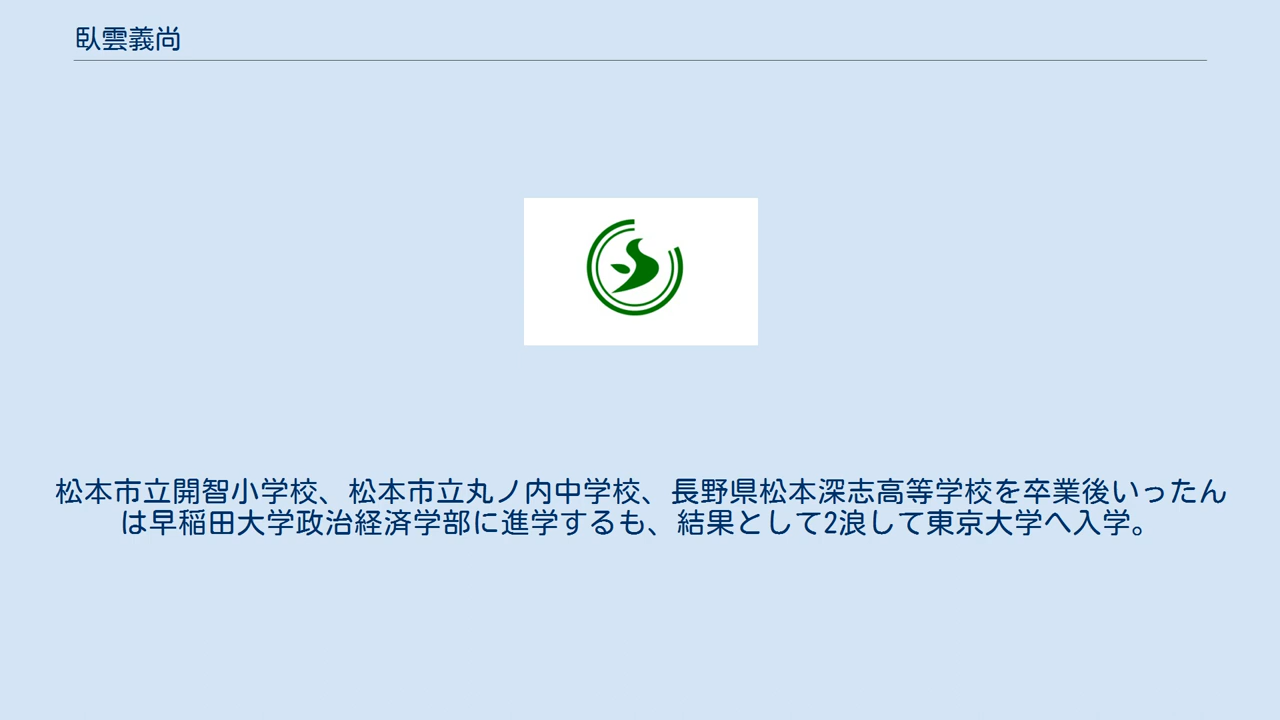 臥雲義尚
松本市立開智小学校、松本市立丸ノ内中学校、長野県松本深志高等学校を卒業後いったん
は早稲田大学政治経済学部に進学するも、結果として2浪して東京大学へ入学。